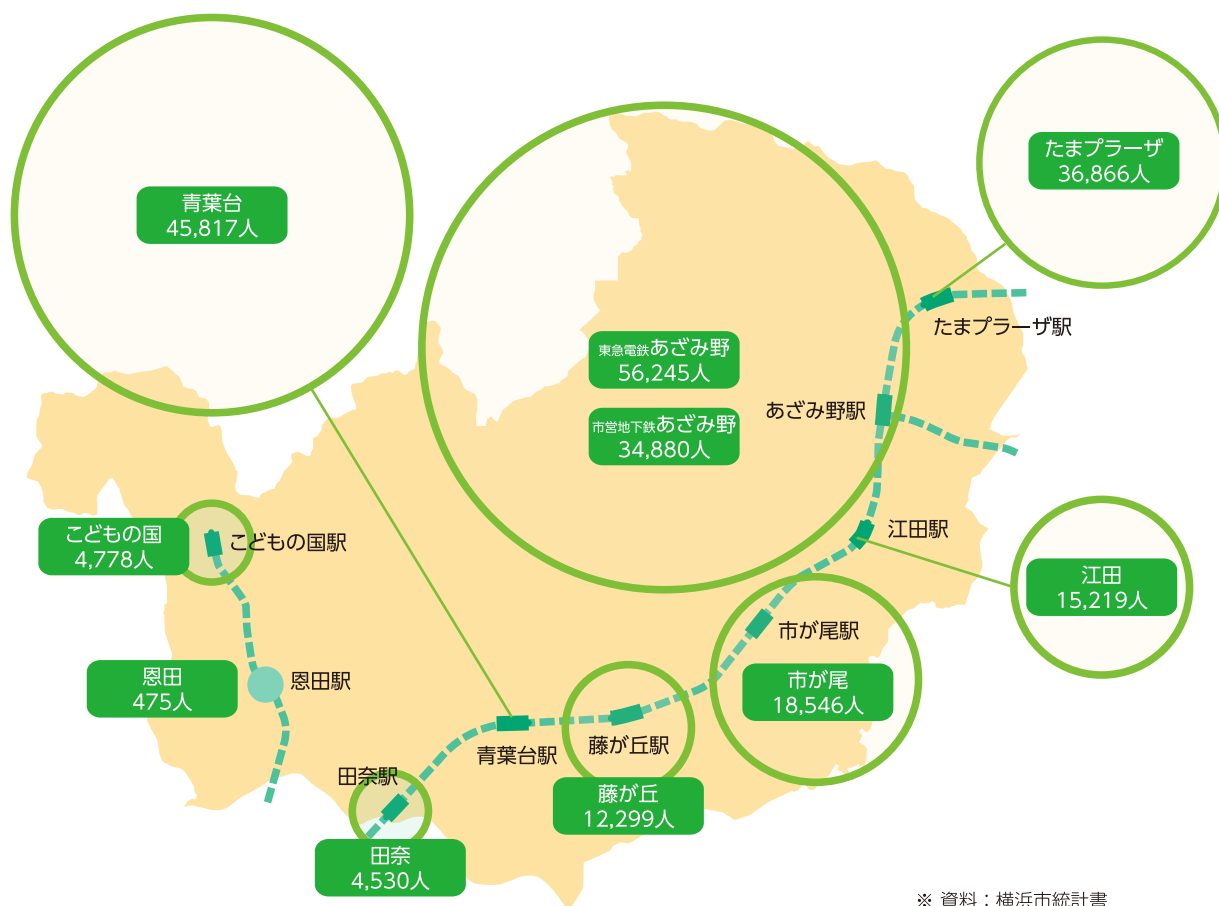 青葉台
45,817人
たまプラーザ
36,866人
たまプラーザ駅
東急電鉄あざみ野
56,245人
あざみ野駅
市営地下鉄あざみ野
34,880人
こどもの国
4,778人
こどもの国駅
江田駅
江田
15,219人
市が尾駅
市が尾
18,546人
恩田
475人
恩田駅
青葉台駅
藤が丘駅
藤が丘
12,299人
田奈駅
田奈
4,530人
※ 資料：横浜市統計書